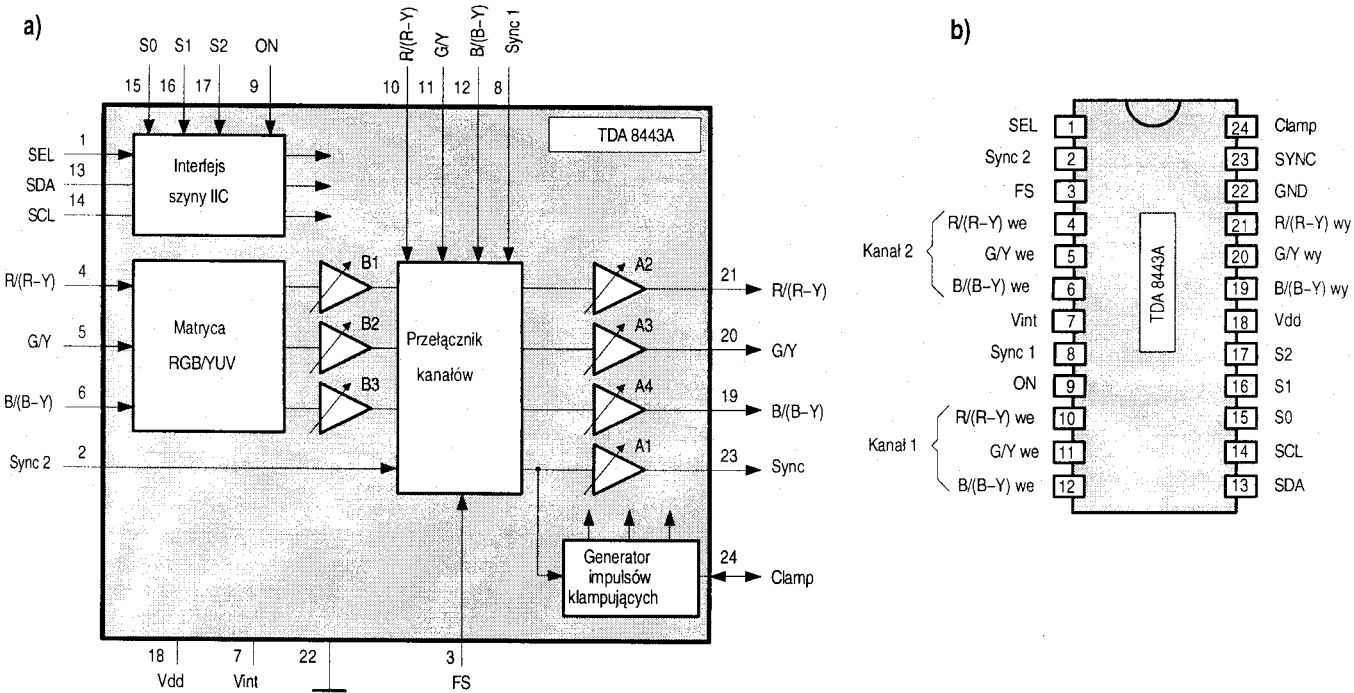 a)
S0 S1 S2 ON
R/(R-Y) G/Y B/(B-Y) Sync 1
15 16 17 9 10 11 12 8
TDA 8443A
SEL 1
SDA 13
SCL 14
Interfejs
szyny IIC
R/(R-Y) 4
G/Y 5
B/(B-Y) 6
Sync 2 2
Matryca
RGB/YUV
B1
B2
B3
Przełącznik
kanałów
A2
A3
A4
A1
21 R/(R-Y)
20 G/Y
19 B/(B-Y)
23 Sync
Generator
impulsów
klampujących
24 Clamp
18 7 22 3
Vdd Vint FS
b)
SEL 1 24 Clamp
Sync 2 2 23 SYNC
FS 3 22 GND
R/(R-Y) we 4 21 R/(R-Y) wy
Kanał 2 G/Y we 5 20 G/Y wy
B/(B-Y) we 6 19 B/(B-Y) wy
Vint 7 18 Vdd
Sync 1 8 17 S2
ON 9 16 S1
R/(R-Y) we 10 15 S0
Kanał 1 G/Y we 11 14 SCL
B/(B-Y) we 12 13 SDA
TDA 8443A